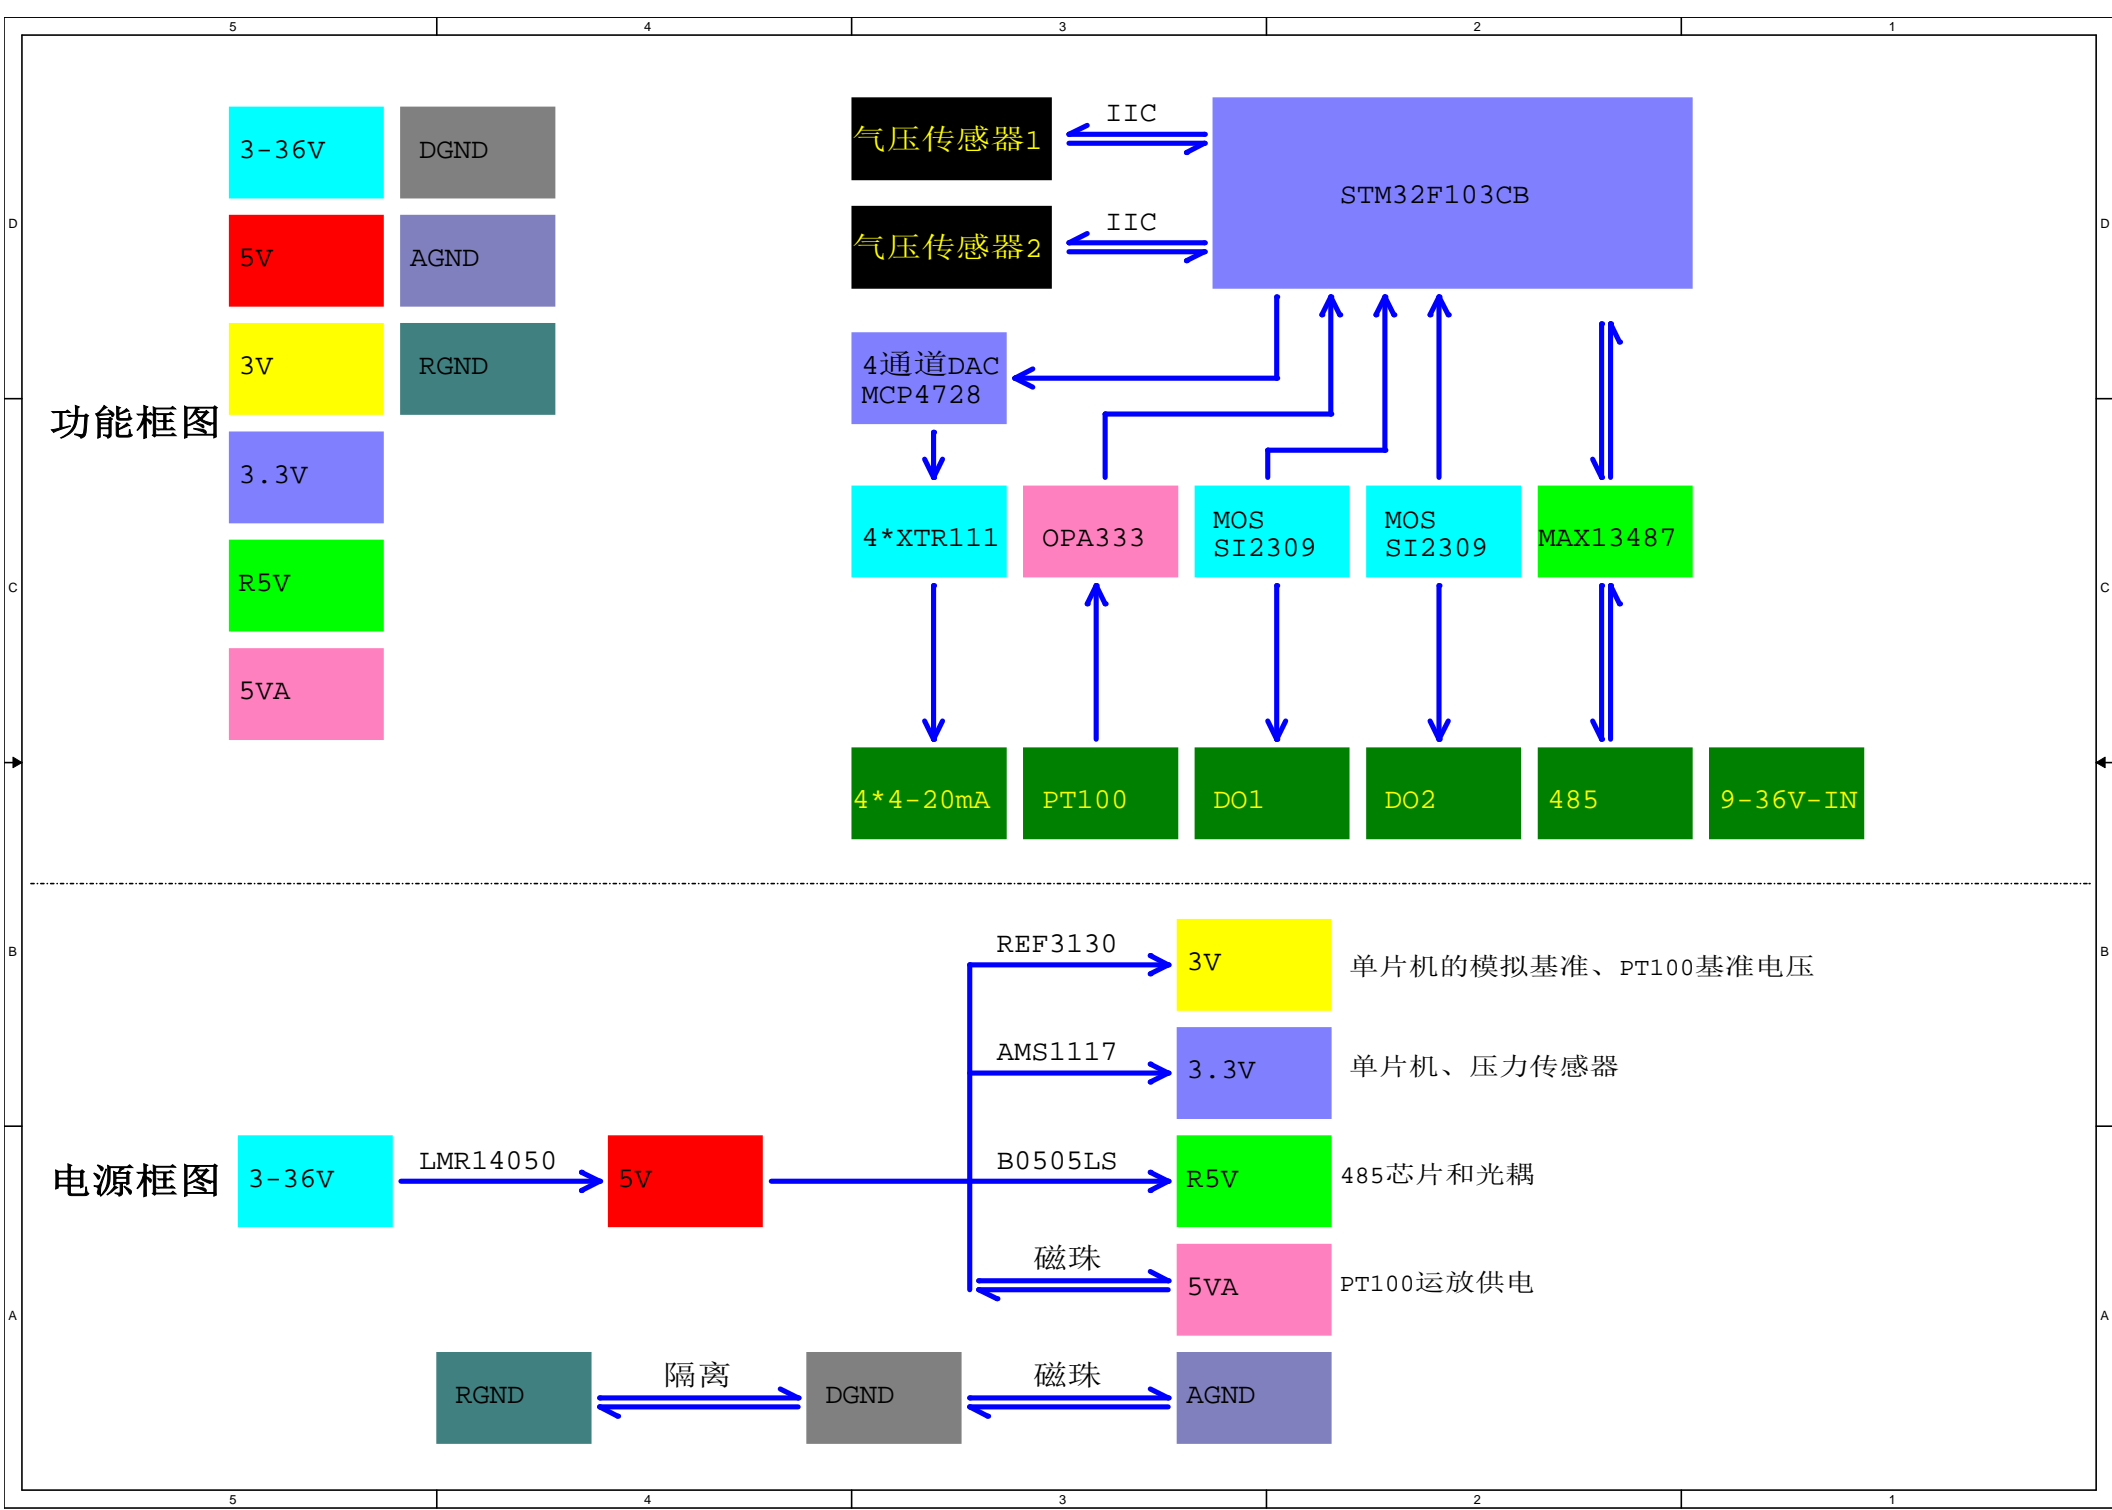 5 4 3 2 1
D
D
C
C
B
B
A
A
功能框图
3-36V
DGND
5V
AGND
3V
RGND
3.3V
R5V
5VA
气压传感器1
IIC
STM32F103CB
气压传感器2
IIC
4通道DAC
MCP4728
4*XTR111
OPA333
MOS
SI2309
MOS
SI2309
MAX13487
4*4-20mA
PT100
DO1
DO2
485
9-36V-IN
电源框图
3-36V
LMR14050
5V
REF3130
3V
单片机的模拟基准、PT100基准电压
AMS1117
3.3V
单片机、压力传感器
B0505LS
R5V
485芯片和光耦
磁珠
5VA
PT100运放供电
RGND
隔离
DGND
磁珠
AGND
5 4 3 2 1